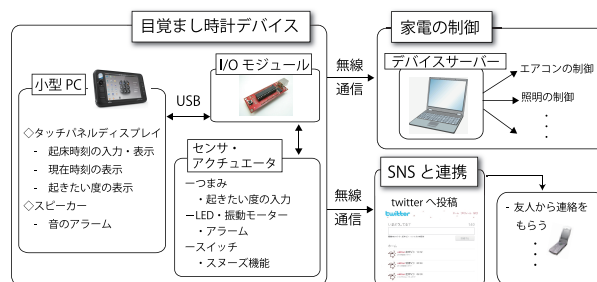 目覚まし時計デバイス
小型 PC
◇タッチパネルディスプレイ
- 起床時刻の入力・表示
- 現在時刻の表示
- 起きたい度の表示
◇スピーカー
- 音のアラーム
USB
I/O モジュール
センサ・
アクチュエータ
ーつまみ
・起きたい度の入力
ーLED・振動モーター
・アラーム
ースイッチ
・スヌーズ機能
無線
通信
無線
通信
家電の制御
デバイスサーバー
エアコンの制御
照明の制御
・
・
・
SNS と連携
twitter へ投稿
twitter
- 友人から連絡を
もらう
・
・
・